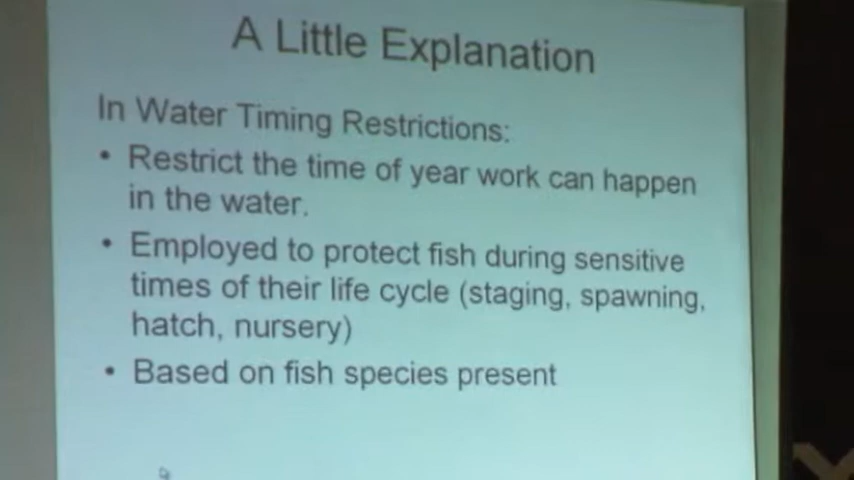 A Little Explanation
In Water Timing Restrictions:
• Restrict the time of year work can happen
in the water.
• Employed to protect fish during sensitive
times of their life cycle (staging, spawning,
hatch, nursery)
• Based on fish species present